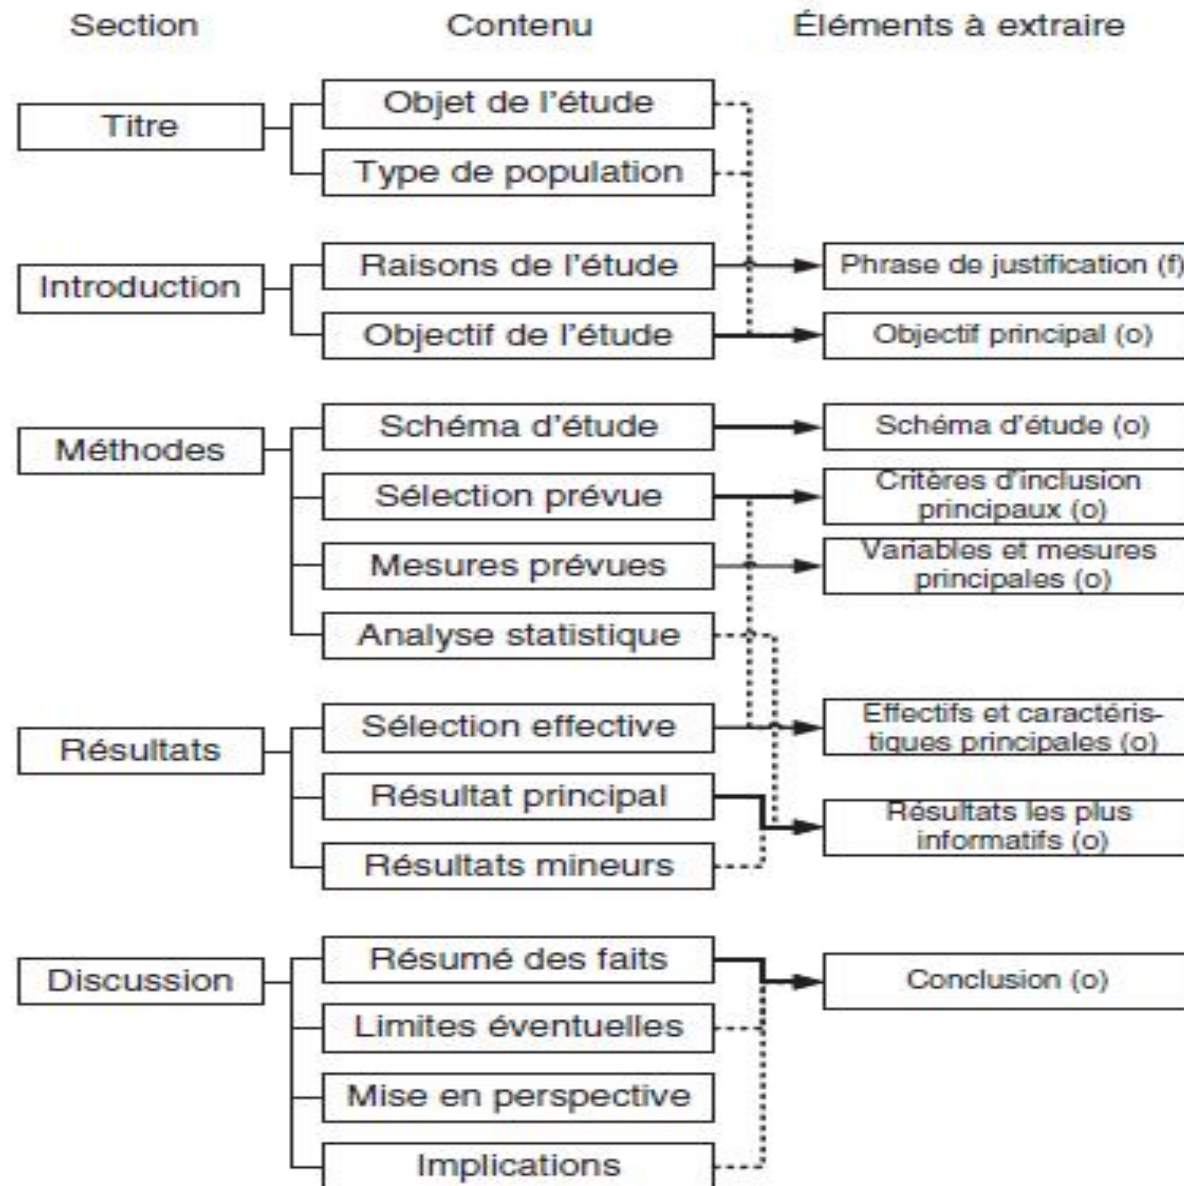 Section Contenu Éléments à extraire
Titre
Objet de l'étude
Type de population
Introduction
Raisons de l'étude
Phrase de justification (f)
Objectif de l'étude
Objectif principal (o)
Méthodes
Schéma d'étude
Schéma d'étude (o)
Sélection prévue
Critères d'inclusion
principaux (o)
Mesures prévues
Variables et mesures
principales (o)
Analyse statistique
Résultats
Sélection effective
Effectifs et caractéris-
tiques principales (o)
Résultat principal
Résultats les plus
informatifs (o)
Résultats mineurs
Discussion
Résumé des faits
Conclusion (o)
Limites éventuelles
Mise en perspective
Implications